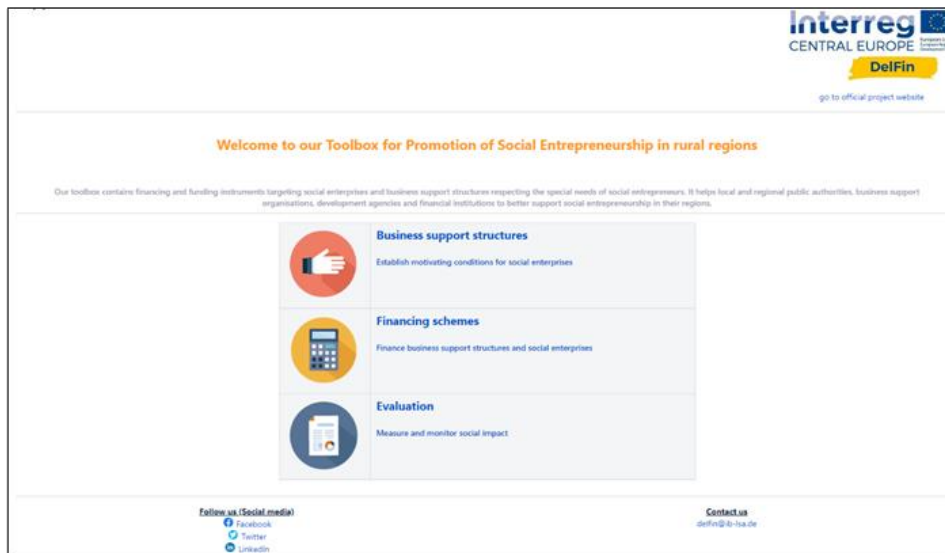 Interreg
CENTRAL EUROPE
DelFin
go to official project website
Welcome to our Toolbox for Promotion of Social Entrepreneurship in rural regions
Our toolbox contains financing and funding instruments targeting social enterprises and business support structures respecting the special needs of social entrepreneurs. It helps local and regional public authorities, business support
organisations, development agencies and financial institutions to better support social entrepreneurship in their regions.
Business support structures
Establish motivating conditions for social enterprises
Financing schemes
Finance business support structures and social enterprises
Evaluation
Measure and monitor social impact
Follow us (Social media)
Facebook
Twitter
LinkedIn
Contact us
delfin@ib-lsa.de